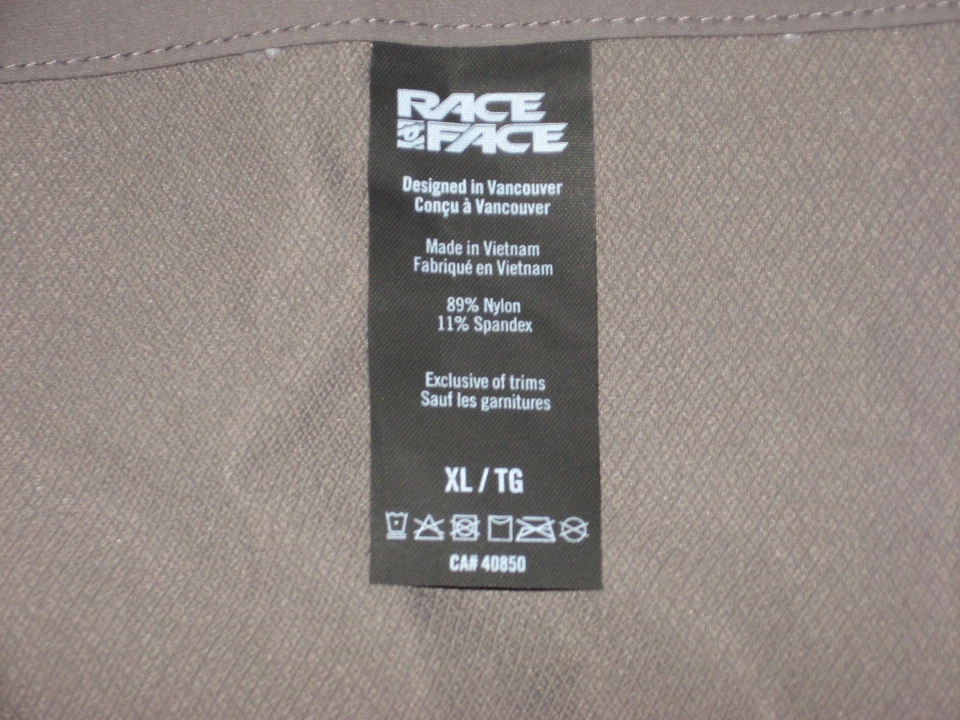 RACE
FACE
Designed in Vancouver
Conçu à Vancouver
Made in Vietnam
Fabriqué en Vietnam
89% Nylon
11% Spandex
Exclusive of trims
Sauf les garnitures
XL / TG
CA# 40850